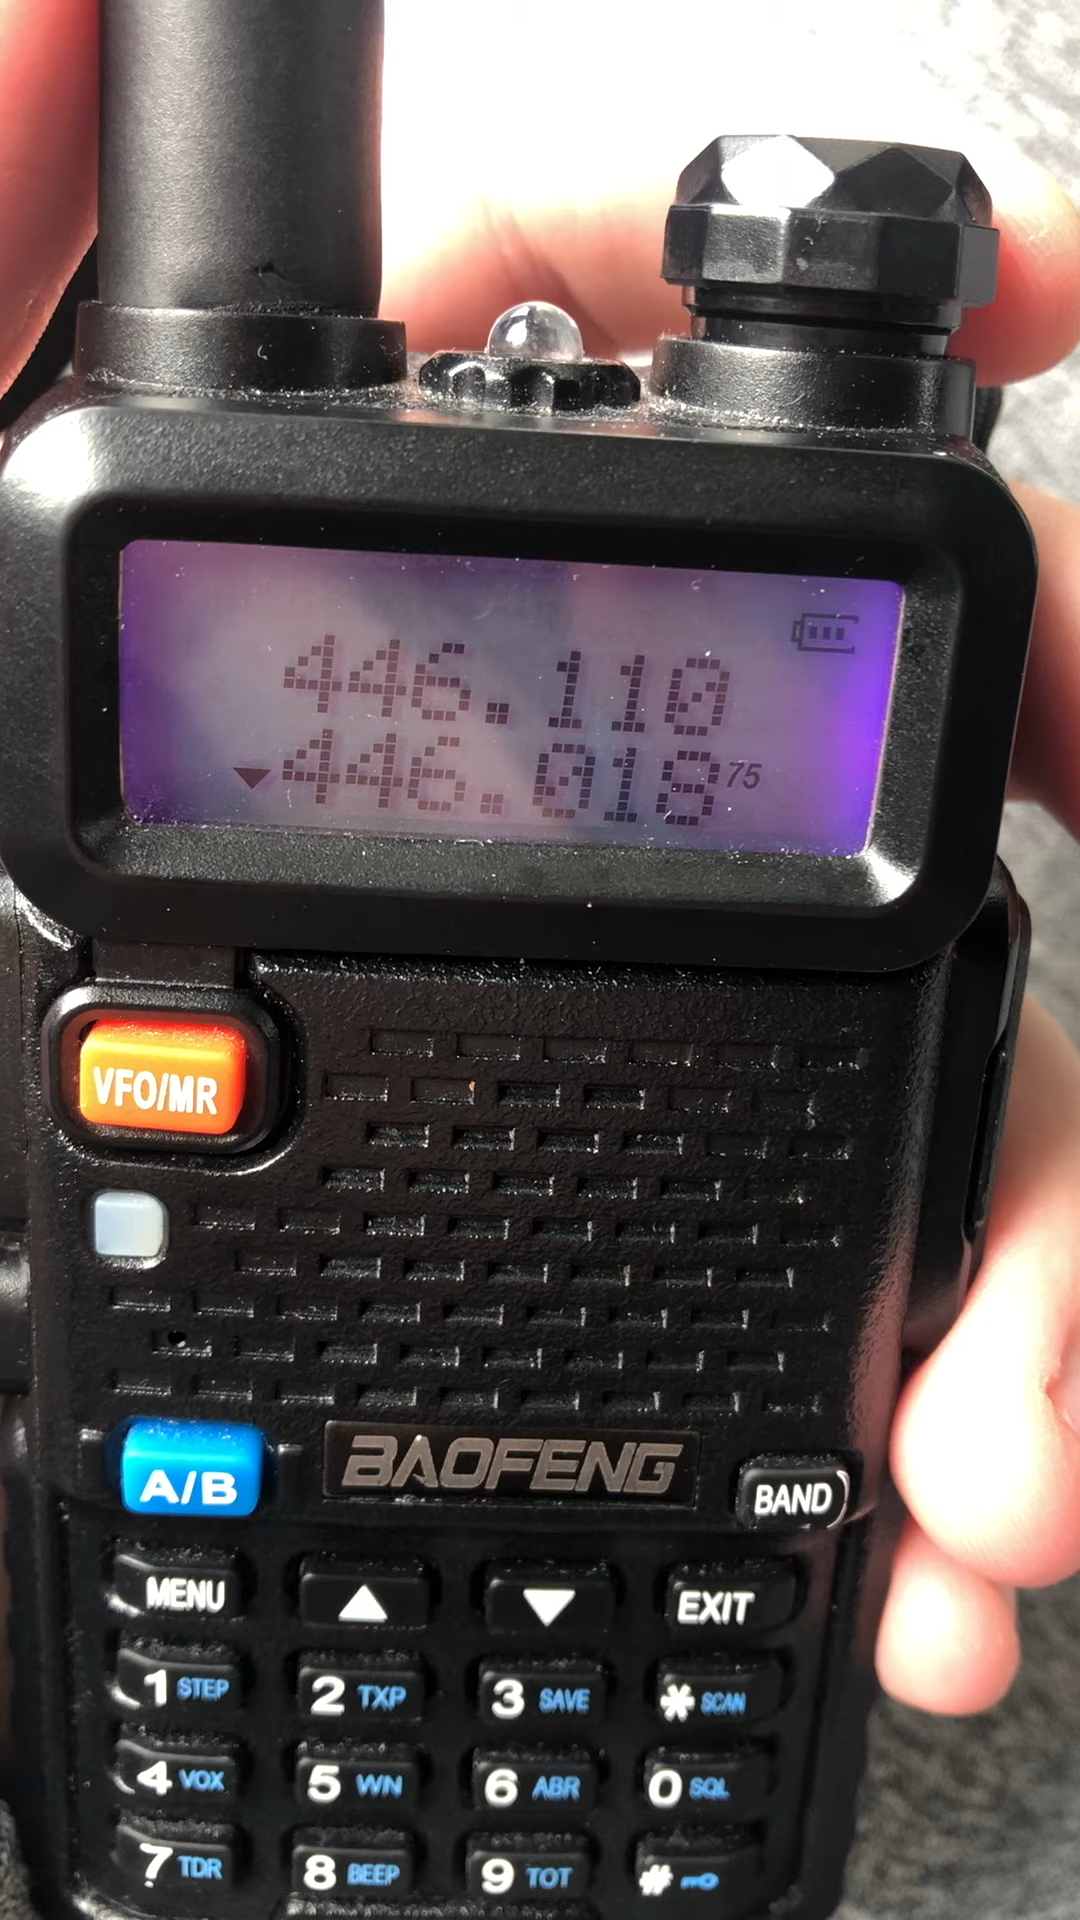 446.110
▼446.018 75
VFO/MR
A/B
BAOFENG
BAND
MENU ▲ ▼ EXIT
1 STEP 2 TXP 3 SAVE * SCAN
4 VOX 5 WN 6 ABR 0 SQL
7 TDR 8 BEEP 9 TOT #